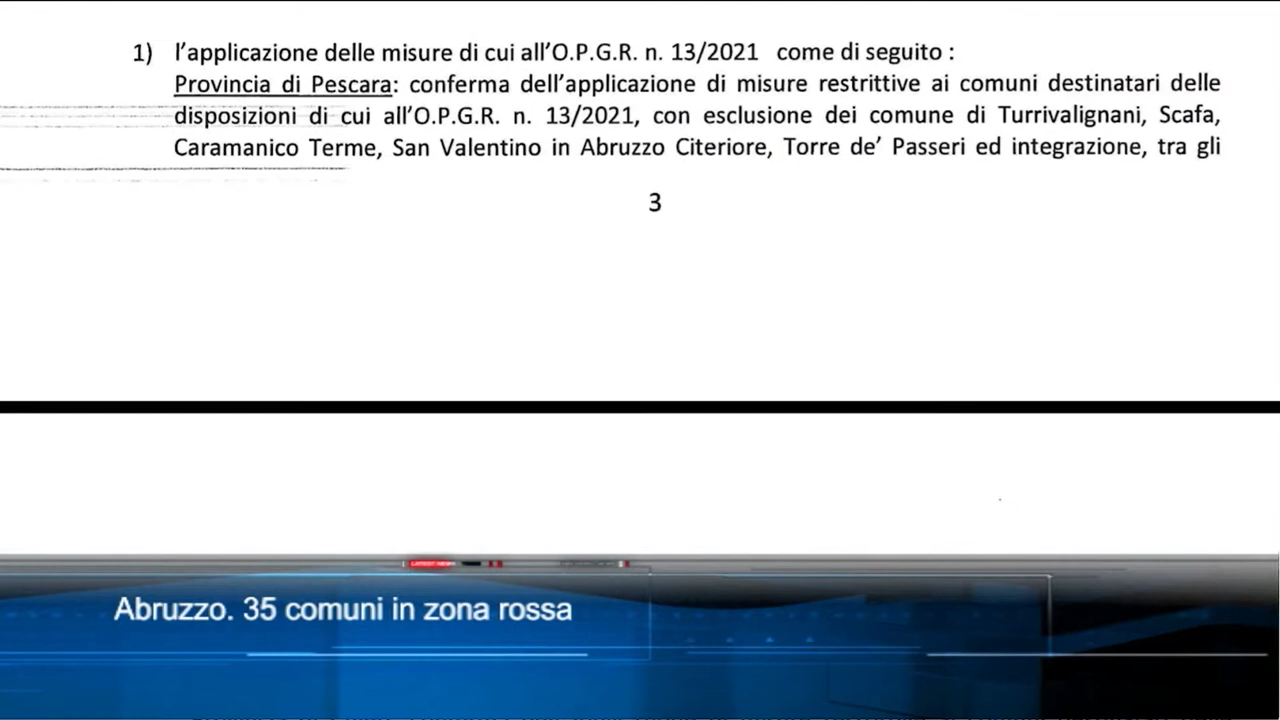 1) l'applicazione delle misure di cui all'O.P.G.R. n. 13/2021 come di seguito :
Provincia di Pescara: conferma dell'applicazione di misure restrittive ai comuni destinatari delle
disposizioni di cui all'O.P.G.R. n. 13/2021, con esclusione dei comune di Turrivalignani, Scafa,
Caramanico Terme, San Valentino in Abruzzo Citeriore, Torre de' Passeri ed integrazione, tra gli
3
LATEST NEWS
Abruzzo. 35 comuni in zona rossa